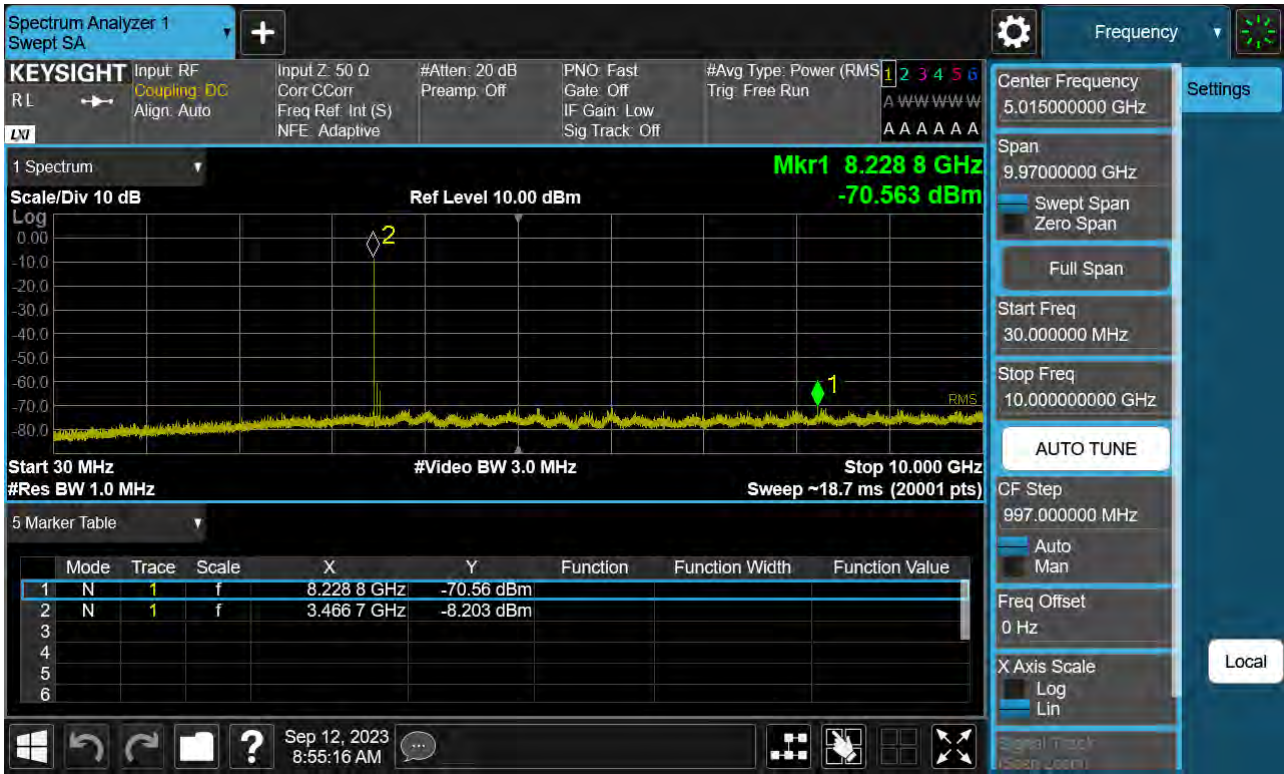 Spectrum Analyzer 1
Swept SA
+
Frequency
KEYSIGHT
RL
LXI
Input: RF
Coupling: DC
Align: Auto
Input Z: 50 Ω
Corr CCorr
Freq Ref: Int (S)
NFE: Adaptive
#Atten: 20 dB
Preamp: Off
PNO: Fast
Gate: Off
IF Gain: Low
Sig Track: Off
#Avg Type: Power (RMS
Trig: Free Run
1 2 3 4 5 6
A W W W W W
A A A A A A
1 Spectrum
Mkr1 8.228 8 GHz
-70.563 dBm
Scale/Div 10 dB
Ref Level 10.00 dBm
Log
0.00
-10.0
-20.0
-30.0
-40.0
-50.0
-60.0
-70.0
-80.0
2
1
RMS
Start 30 MHz
#Video BW 3.0 MHz
Stop 10.000 GHz
#Res BW 1.0 MHz
Sweep ~18.7 ms (20001 pts)
5 Marker Table
Mode Trace Scale X Y Function Function Width Function Value
1 N 1 f 8.228 8 GHz -70.56 dBm
2 N 1 f 3.466 7 GHz -8.203 dBm
3
4
5
6
Center Frequency
5.015000000 GHz
Settings
Span
9.97000000 GHz
Swept Span
Zero Span
Full Span
Start Freq
30.000000 MHz
Stop Freq
10.000000000 GHz
AUTO TUNE
CF Step
997.000000 MHz
Auto
Man
Freq Offset
0 Hz
X Axis Scale
Log
Lin
Signal Track
(Span Zoom)
Local
?
Sep 12, 2023
8:55:16 AM